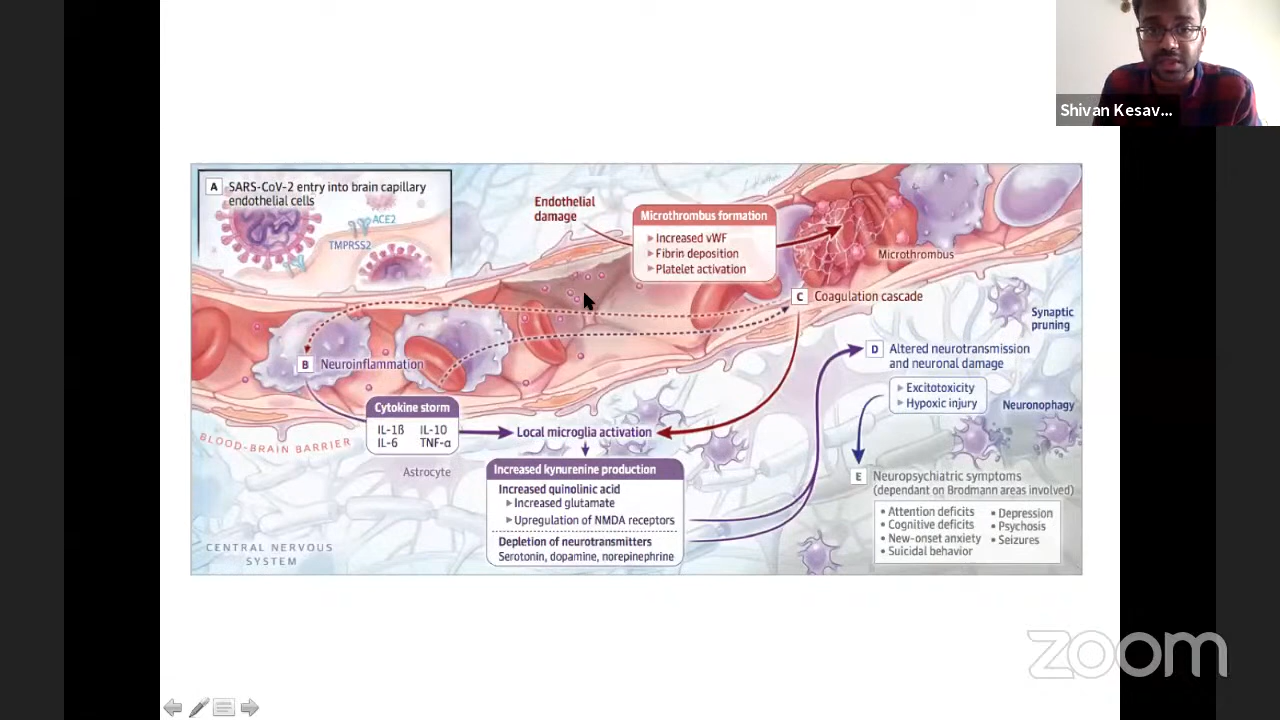 Shivan Kesav...
A SARS-CoV-2 entry into brain capillary
endothelial cells
ACE2
TMPRSS2
Endothelial
damage
Microthrombus formation
Increased vWF
Fibrin deposition
Platelet activation
Microthrombus
C Coagulation cascade
Synaptic
pruning
B Neuroinflammation
D Altered neurotransmission
and neuronal damage
Excitotoxicity
Hypoxic injury
Neuronophagy
Cytokine storm
IL-1ß IL-10
IL-6 TNF-α
BLOOD-BRAIN BARRIER
Astrocyte
Local microglia activation
Increased kynurenine production
Increased quinolinic acid
Increased glutamate
Upregulation of NMDA receptors
Depletion of neurotransmitters
Serotonin, dopamine, norepinephrine
E Neuropsychiatric symptoms
(dependant on Brodmann areas involved)
• Attention deficits
• Cognitive deficits
• New-onset anxiety
• Suicidal behavior
• Depression
• Psychosis
• Seizures
CENTRAL NERVOUS
SYSTEM
zoom